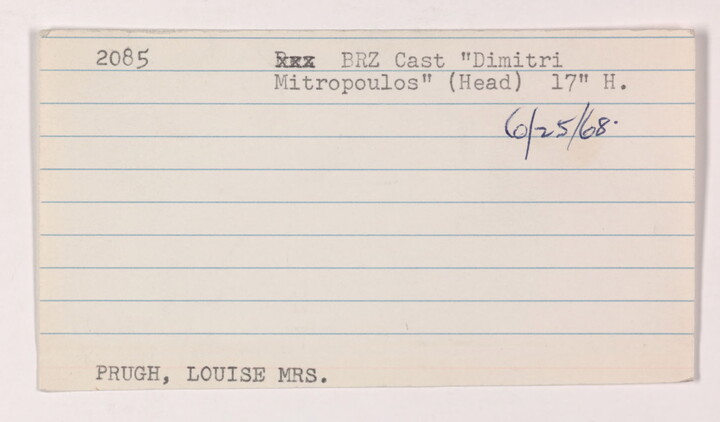 2085 BRZ Cast "Dimitri
Mitropoulos" (Head) 17" H.
6/25/68.
PRUGH, LOUISE MRS.